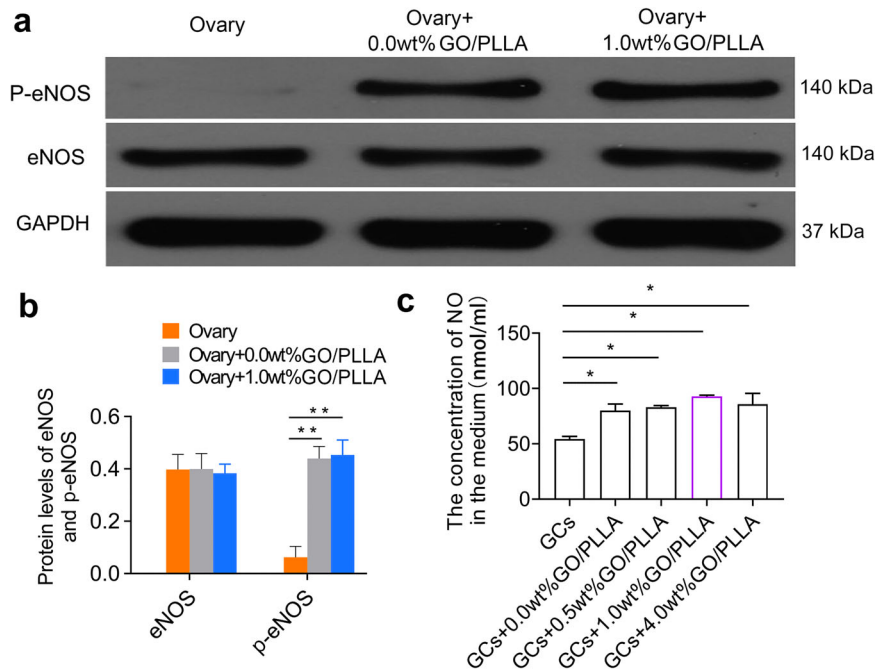 a
Ovary
Ovary+
0.0wt%GO/PLLA
Ovary+
1.0wt%GO/PLLA
P-eNOS
140 kDa
eNOS
140 kDa
GAPDH
37 kDa
b
Ovary
Ovary+0.0wt%GO/PLLA
Ovary+1.0wt%GO/PLLA
Protein levels of eNOS
and p-eNOS
0.6
0.4
0.2
0.0
**
**
eNOS
p-eNOS
c
The concentration of NO
in the medium (nmol/ml)
150
100
50
0
*
*
*
*
GCs
GCs+0.0wt%GO/PLLA
GCs+0.5wt%GO/PLLA
GCs+1.0wt%GO/PLLA
GCs+4.0wt%GO/PLLA